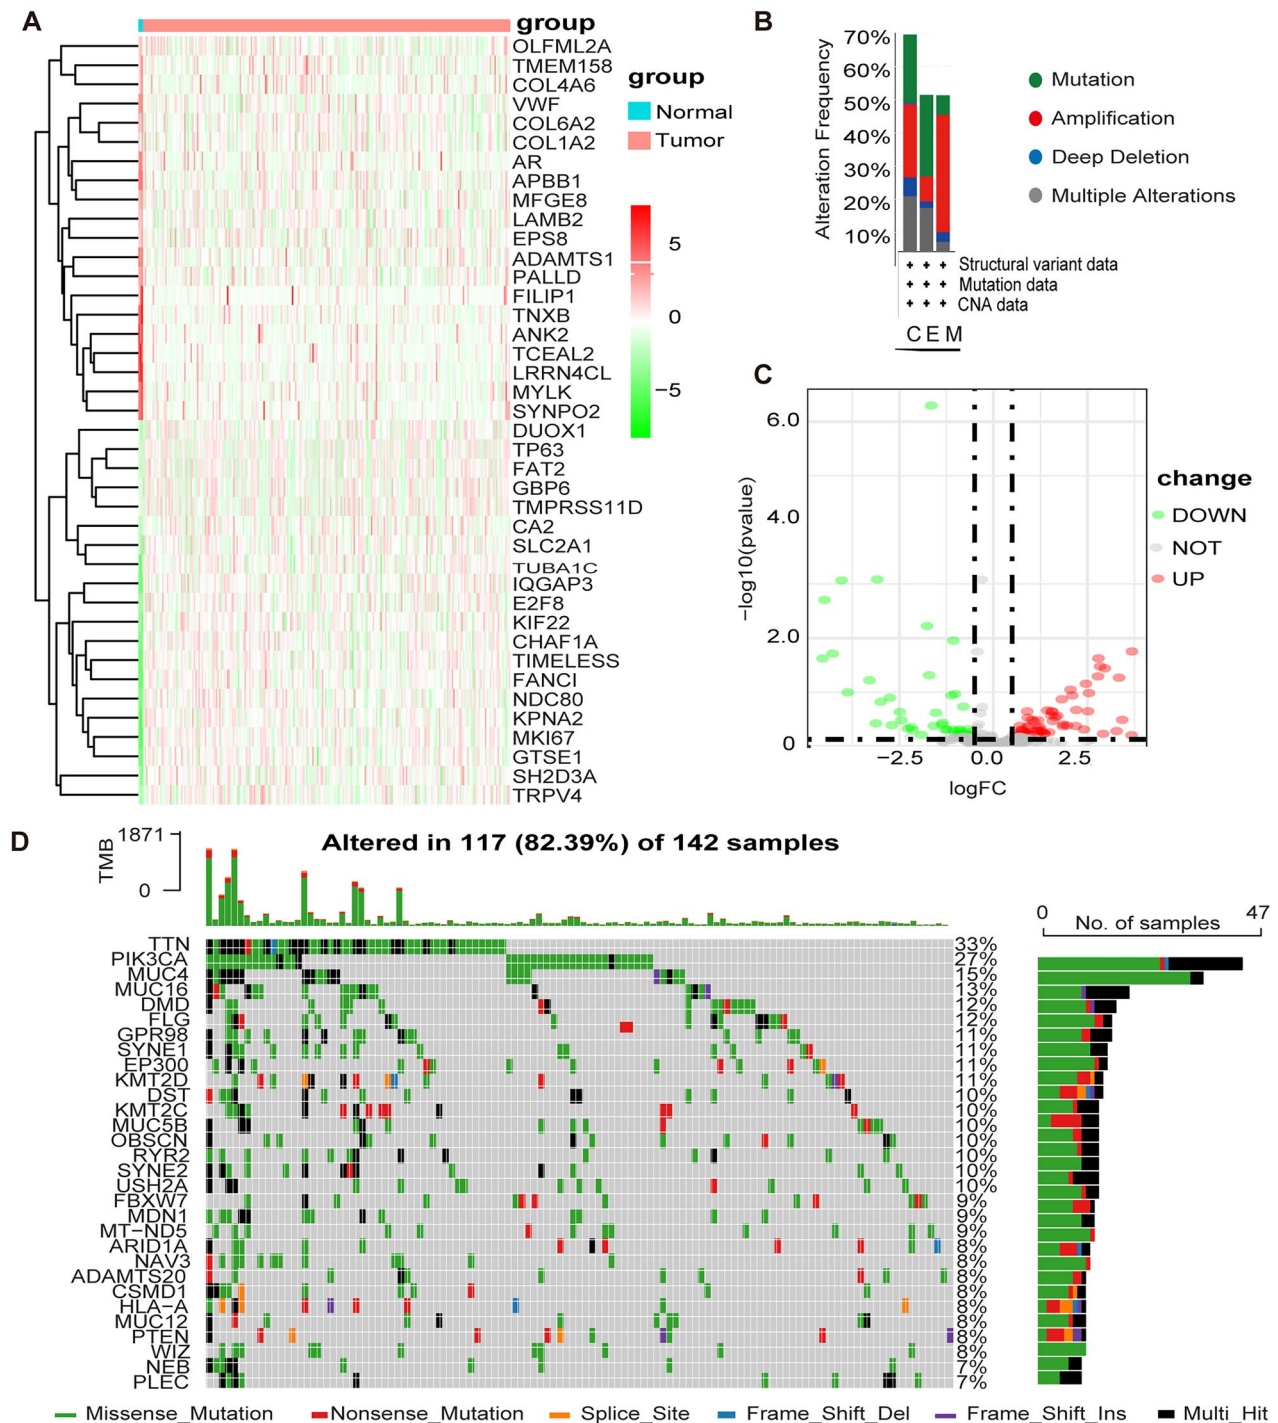 A
group
OLFML2A
TMEM158
COL4A6
VWF
COL6A2
COL1A2
AR
APBB1
MFGE8
LAMB2
EPS8
ADAMTS1
PALLD
FILIP1
TNXB
ANK2
TCEAL2
LRRN4CL
MYLK
SYNPO2
DUOX1
TP63
FAT2
GBP6
TMPRSS11D
CA2
SLC2A1
TUBA1C
IQGAP3
E2F8
KIF22
CHAF1A
TIMELESS
FANCI
NDC80
KPNA2
MKI67
GTSE1
SH2D3A
TRPV4
group
Normal
Tumor
5
0
−5
B
Alteration Frequency
70%
60%
50%
40%
30%
20%
10%
Mutation
Amplification
Deep Deletion
Multiple Alterations
+ + + Structural variant data
+ + + Mutation data
+ + + CNA data
C E M
C
−log10(pvalue)
6.0
4.0
2.0
0
−2.5 0.0 2.5
logFC
change
DOWN
NOT
UP
D
TMB
1871
0
Altered in 117 (82.39%) of 142 samples
0 47
No. of samples
TTN 33%
PIK3CA 27%
MUC4 15%
MUC16 13%
DMD 12%
FLG 12%
GPR98 11%
SYNE1 11%
EP300 11%
KMT2D 11%
DST 10%
KMT2C 10%
MUC5B 10%
OBSCN 10%
RYR2 10%
SYNE2 10%
USH2A 10%
FBXW7 9%
MDN1 9%
MT−ND5 9%
ARID1A 8%
NAV3 8%
ADAMTS20 8%
CSMD1 8%
HLA−A 8%
MUC12 8%
PTEN 8%
WIZ 8%
NEB 7%
PLEC 7%
Missense_Mutation Nonsense_Mutation Splice_Site Frame_Shift_Del Frame_Shift_Ins Multi_Hit